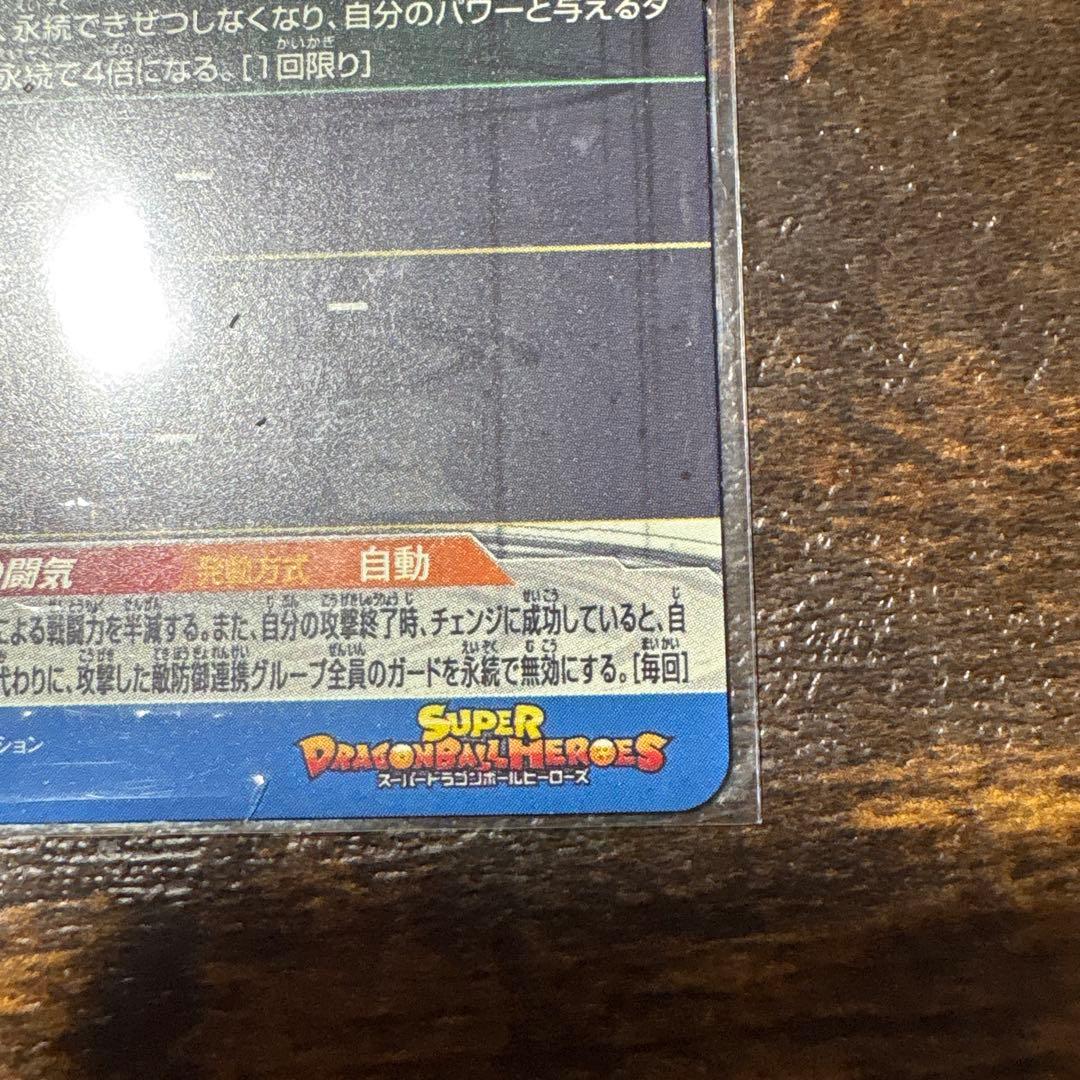 永続できぜつしなくなり、自分のパワーと与えるダ
永続で4倍になる。[1回限り]
闘気 発動方式 自動
による戦闘力を半減する。また、自分の攻撃終了時、チェンジに成功していると、自
代わりに、攻撃した敵防御連携グループ全員のガードを永続で無効にする。[毎回]
ション
SUPER
DRAGONBALL HEROES
スーパードラゴンボールヒーローズ